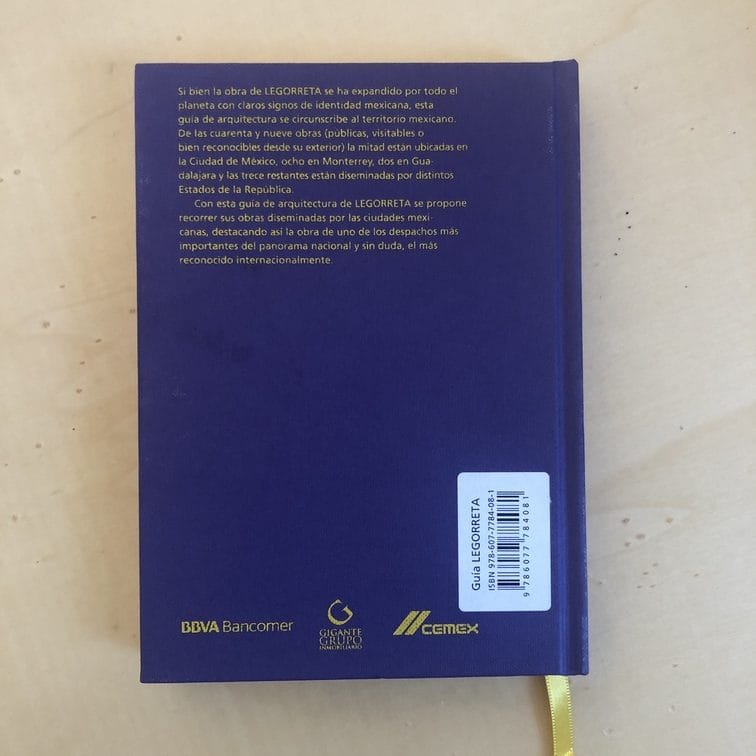 Si bien la obra de LEGORRETA se ha expandido por todo el
planeta con claros signos de identidad mexicana, esta
guía de arquitectura se circunscribe al territorio mexicano.
De las cuarenta y nueve obras (públicas, visitables o
bien reconocibles desde su exterior) la mitad están ubicadas en
la Ciudad de México, ocho en Monterrey, dos en Gua-
dalajara y las trece restantes están diseminadas por distintos
Estados de la República.
Con esta guía de arquitectura de LEGORRETA se propone
recorrer sus obras diseminadas por las ciudades mexi-
canas, destacando así la obra de uno de los despachos más
importantes del panorama nacional y sin duda, el más
reconocido internacionalmente.
Guía LEGORRETA
ISBN 978-607-7784-08-1
9 786077 784081
BBVA Bancomer
GIGANTE
GRUPO
INMOBILIARIO
CEMEX